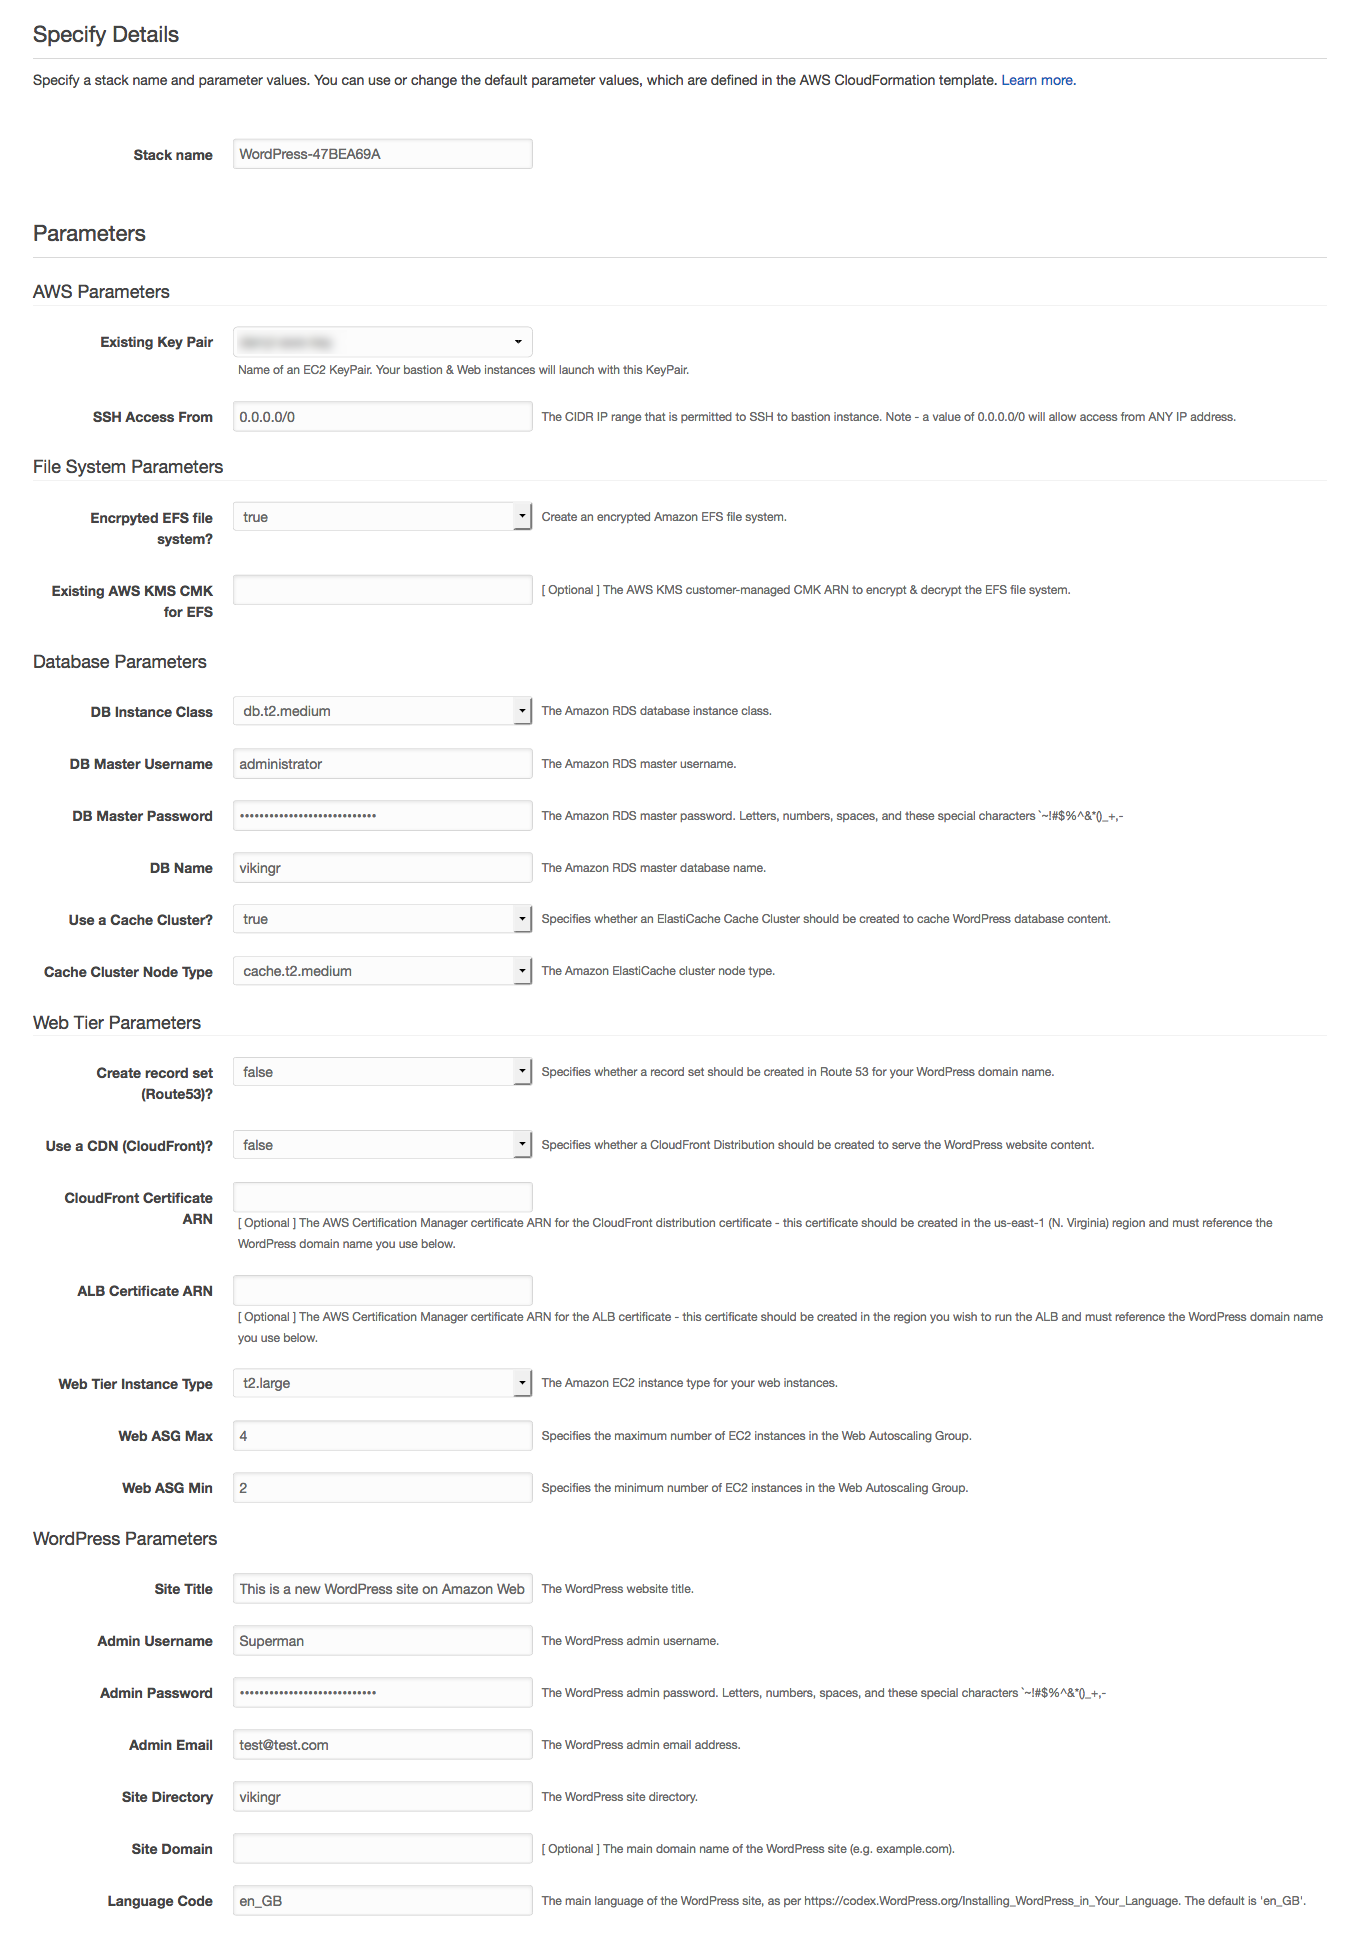 Specify Details
Specify a stack name and parameter values. You can use or change the default parameter values, which are defined in the AWS CloudFormation template. Learn more.
Stack name
WordPress-47BEA69A
Parameters
AWS Parameters
Existing Key Pair
Name of an EC2 KeyPair. Your bastion & Web instances will launch with this KeyPair.
SSH Access From
0.0.0.0/0
The CIDR IP range that is permitted to SSH to bastion instance. Note - a value of 0.0.0.0/0 will allow access from ANY IP address.
File System Parameters
Encrpyted EFS file
system?
true
Create an encrypted Amazon EFS file system.
Existing AWS KMS CMK
for EFS
[ Optional ] The AWS KMS customer-managed CMK ARN to encrypt & decrypt the EFS file system.
Database Parameters
DB Instance Class
db.t2.medium
The Amazon RDS database instance class.
DB Master Username
administrator
The Amazon RDS master username.
DB Master Password
••••••••••••••••••••••••••••
The Amazon RDS master password. Letters, numbers, spaces, and these special characters `~!#$%^&*()_+,-
DB Name
vikingr
The Amazon RDS master database name.
Use a Cache Cluster?
true
Specifies whether an ElastiCache Cache Cluster should be created to cache WordPress database content.
Cache Cluster Node Type
cache.t2.medium
The Amazon ElastiCache cluster node type.
Web Tier Parameters
Create record set
(Route53)?
false
Specifies whether a record set should be created in Route 53 for your WordPress domain name.
Use a CDN (CloudFront)?
false
Specifies whether a CloudFront Distribution should be created to serve the WordPress website content.
CloudFront Certificate
ARN
[ Optional ] The AWS Certification Manager certificate ARN for the CloudFront distribution certificate - this certificate should be created in the us-east-1 (N. Virginia) region and must reference the
WordPress domain name you use below.
ALB Certificate ARN
[ Optional ] The AWS Certification Manager certificate ARN for the ALB certificate - this certificate should be created in the region you wish to run the ALB and must reference the WordPress domain name
you use below.
Web Tier Instance Type
t2.large
The Amazon EC2 instance type for your web instances.
Web ASG Max
4
Specifies the maximum number of EC2 instances in the Web Autoscaling Group.
Web ASG Min
2
Specifies the minimum number of EC2 instances in the Web Autoscaling Group.
WordPress Parameters
Site Title
This is a new WordPress site on Amazon Web
The WordPress website title.
Admin Username
Superman
The WordPress admin username.
Admin Password
••••••••••••••••••••••••••••
The WordPress admin password. Letters, numbers, spaces, and these special characters `~!#$%^&*()_+,-
Admin Email
test@test.com
The WordPress admin email address.
Site Directory
vikingr
The WordPress site directory.
Site Domain
[ Optional ] The main domain name of the WordPress site (e.g. example.com).
Language Code
en_GB
The main language of the WordPress site, as per https://codex.WordPress.org/Installing_WordPress_in_Your_Language. The default is 'en_GB'.